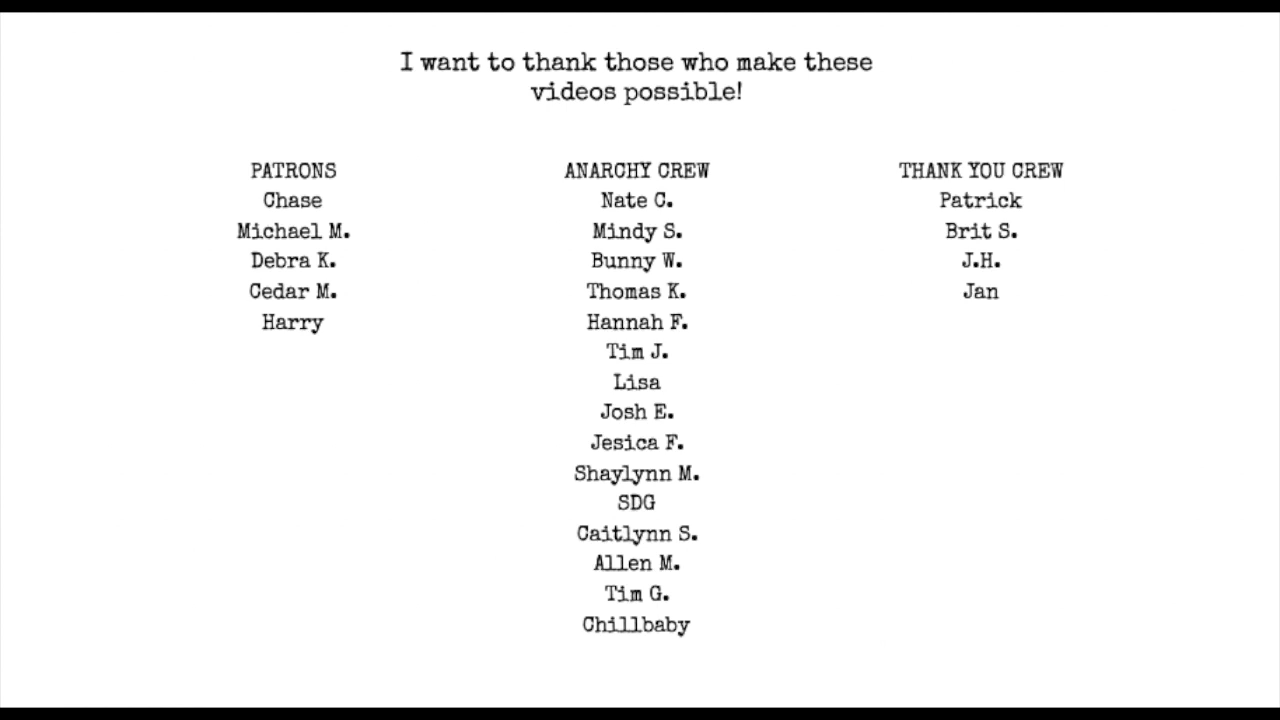 I want to thank those who make these
videos possible!
PATRONS
Chase
Michael M.
Debra K.
Cedar M.
Harry
ANARCHY CREW
Nate C.
Mindy S.
Bunny W.
Thomas K.
Hannah F.
Tim J.
Lisa
Josh E.
Jesica F.
Shaylynn M.
SDG
Caitlynn S.
Allen M.
Tim G.
Chillbaby
THANK YOU CREW
Patrick
Brit S.
J.H.
Jan